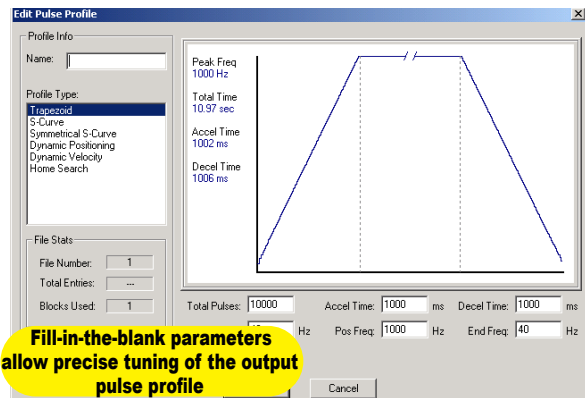 Edit Pulse Profile
Profile Info
Name:
Profile Type:
Trapezoid
S-Curve
Symmetrical S-Curve
Dynamic Positioning
Dynamic Velocity
Home Search
File Stats
File Number: 1
Total Entries: ---
Blocks Used: 1
Peak Freq
1000 Hz
Total Time
10.97 sec
Accel Time
1002 ms
Decel Time
1006 ms
Total Pulses: 10000 Accel Time: 1000 ms Decel Time: 1000 ms
Hz Pos Freq: 1000 Hz End Freq: 40 Hz
Fill-in-the-blank parameters
allow precise tuning of the output
pulse profile
Cancel